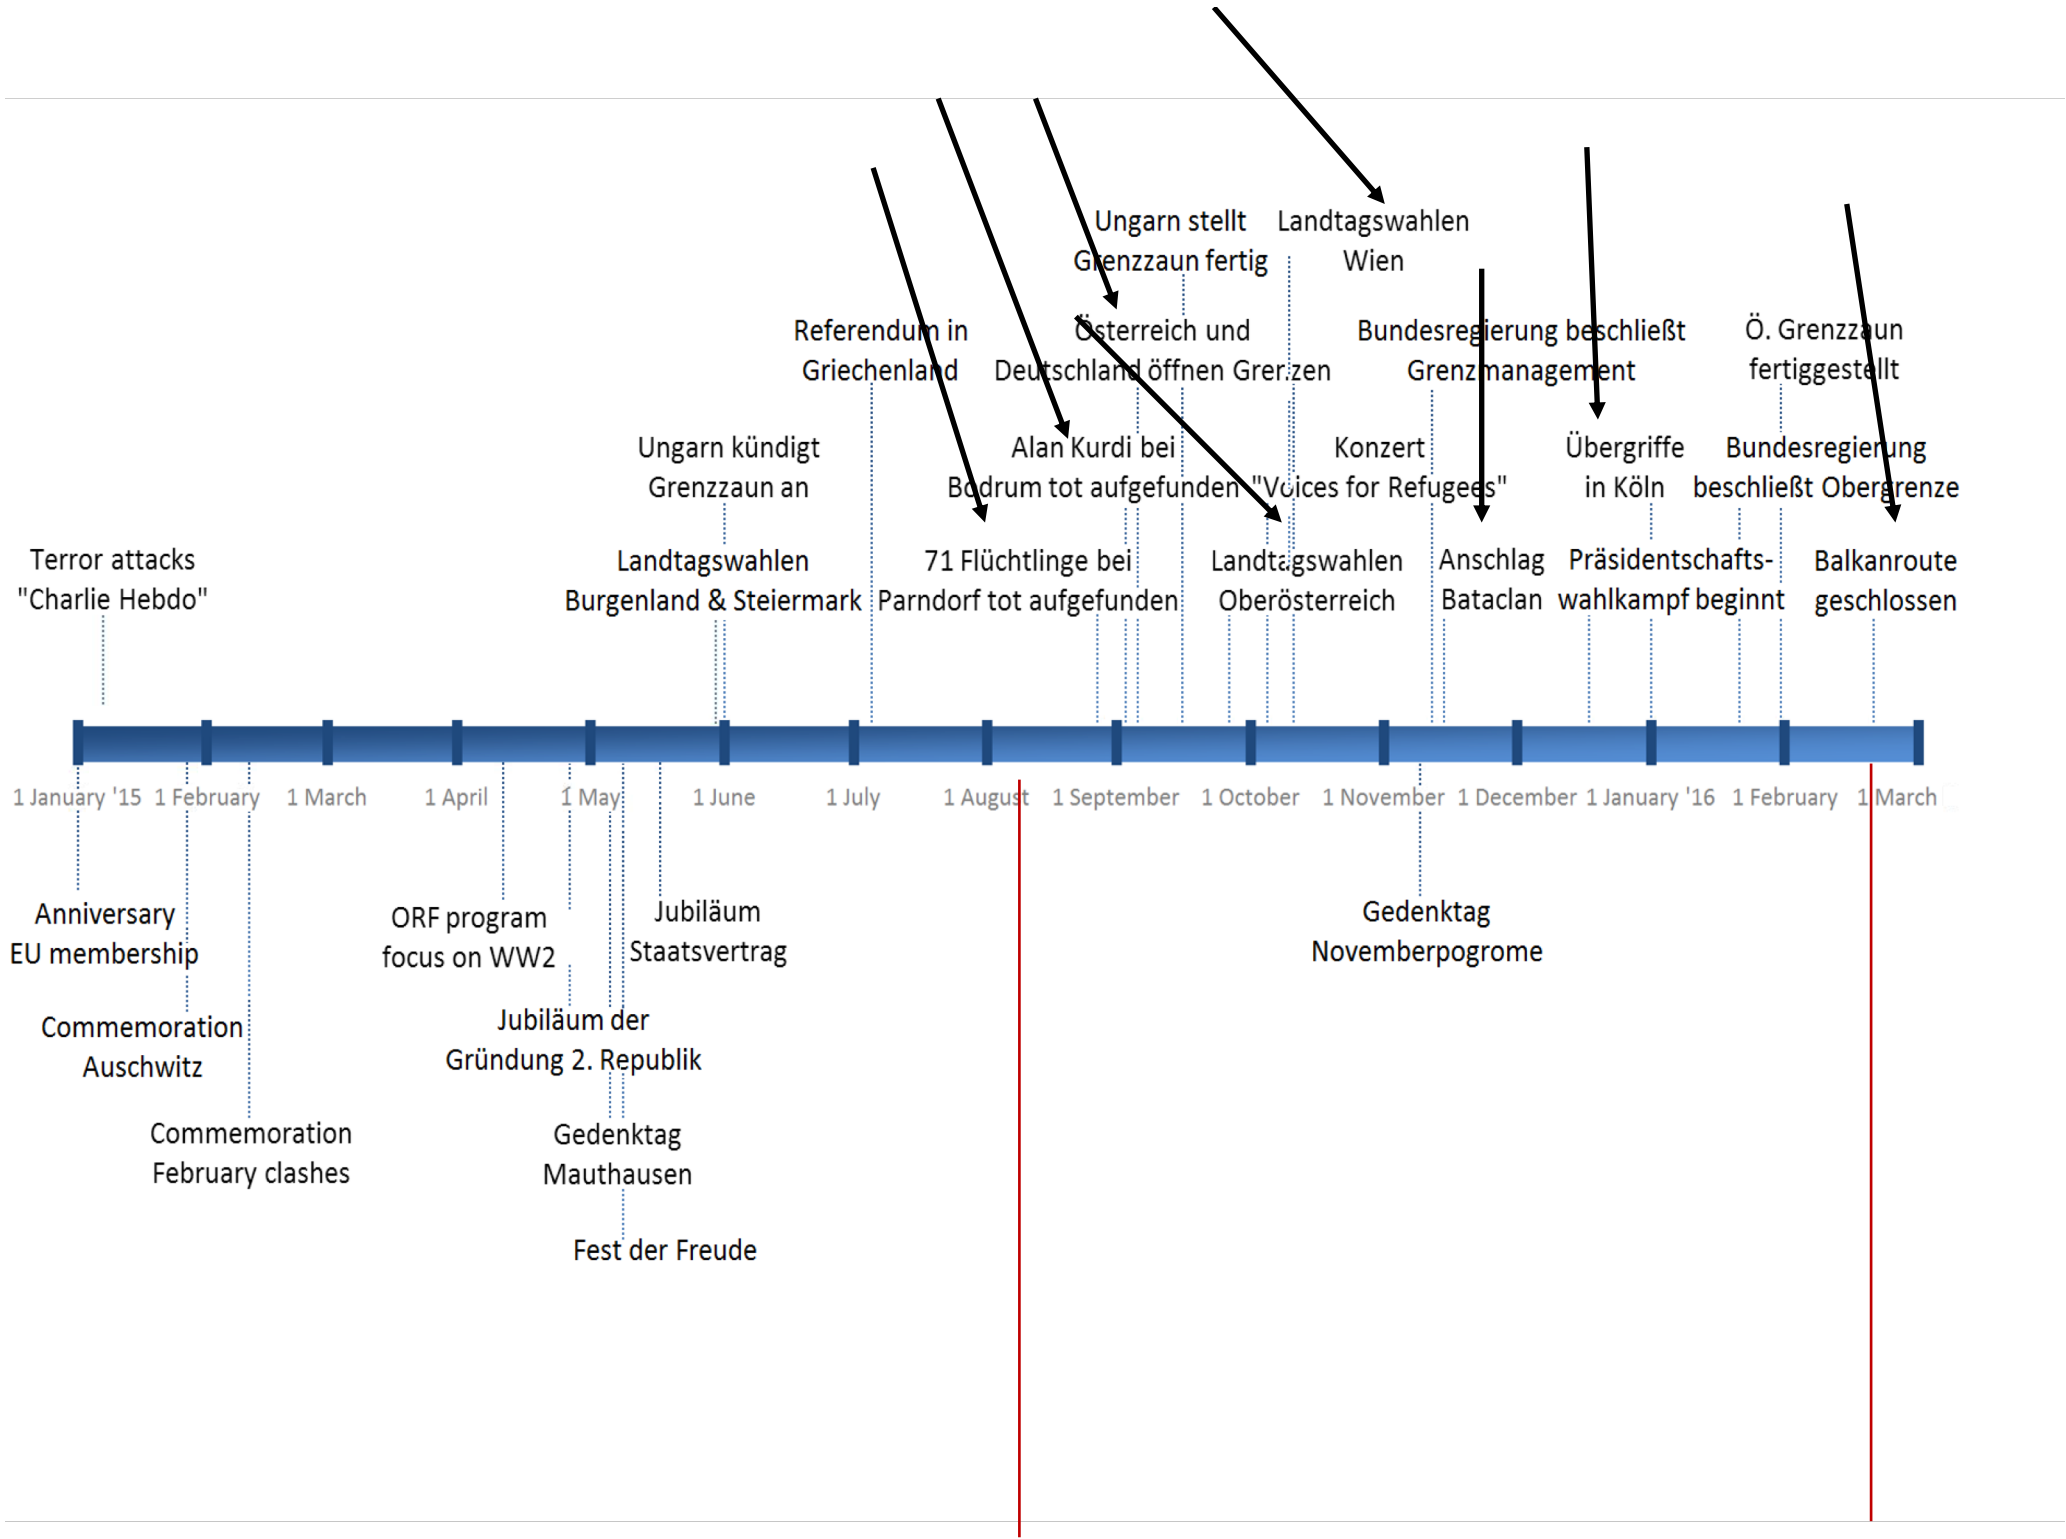 Ungarn stellt
Grenzzaun fertig
Landtagswahlen
Wien
Referendum in
Griechenland
Österreich und
Deutschland öffnen Grenzen
Bundesregierung beschließt
Grenzmanagement
Ö. Grenzzaun
fertiggestellt
Ungarn kündigt
Grenzzaun an
Alan Kurdi bei
Bodrum tot aufgefunden
Konzert
"Voices for Refugees"
Übergriffe
in Köln
Bundesregierung
beschließt Obergrenze
Terror attacks
"Charlie Hebdo"
Landtagswahlen
Burgenland & Steiermark
71 Flüchtlinge bei
Parndorf tot aufgefunden
Landtagswahlen
Oberösterreich
Anschlag
Bataclan
Präsidentschafts-
wahlkampf beginnt
Balkanroute
geschlossen
1 January '15
1 February
1 March
1 April
1 May
1 June
1 July
1 August
1 September
1 October
1 November
1 December
1 January '16
1 February
1 March
Anniversary
EU membership
ORF program
focus on WW2
Jubiläum
Staatsvertrag
Gedenktag
Novemberpogrome
Commemoration
Auschwitz
Jubiläum der
Gründung 2. Republik
Commemoration
February clashes
Gedenktag
Mauthausen
Fest der Freude